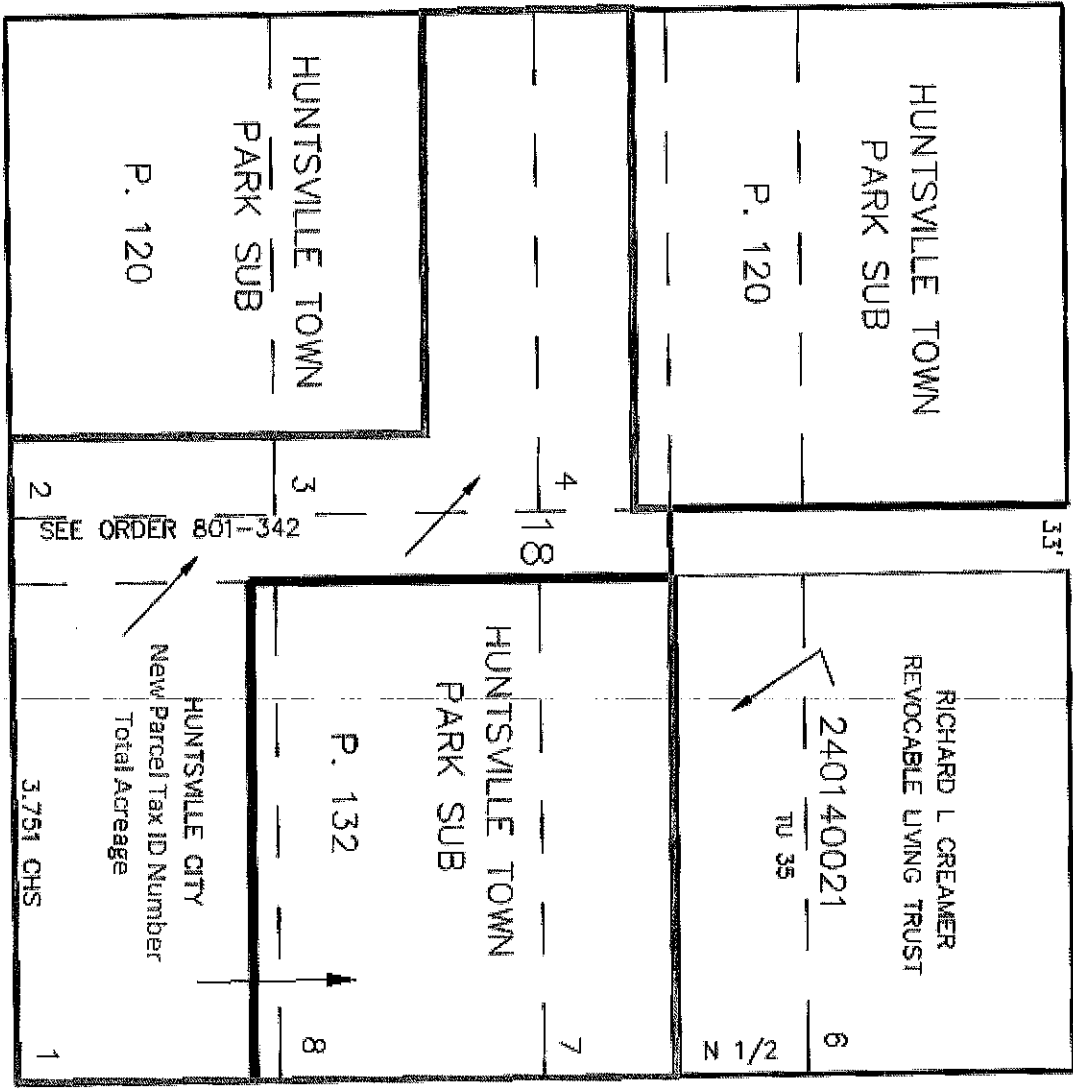 HUNTSVILLE TOWN
PARK SUB
P. 120
HUNTSVILLE TOWN
PARK SUB
P. 120
33'
RICHARD L CREAMER
REVOCABLE LIVING TRUST
240140021
TU 35
6
N 1/2
2
3
4
SEE ORDER 801-342
18
HUNTSVILLE TOWN
PARK SUB
P. 132
7
8
HUNTSVILLE CITY
New Parcel Tax ID Number
Total Acreage
3.751 CHS
1